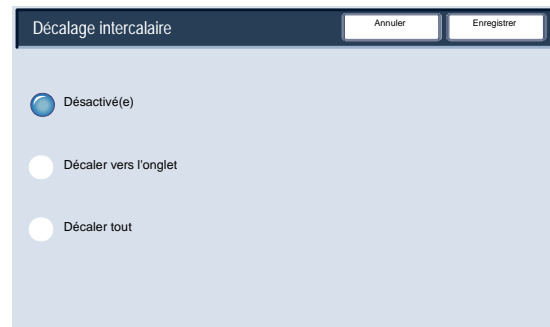 Décalage intercalaire
Annuler
Enregistrer
Désactivé(e)
Décaler vers l'onglet
Décaler tout